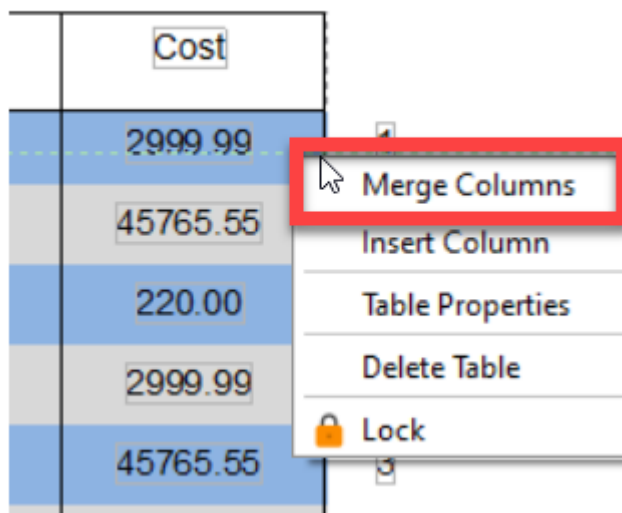 Cost
2999.99
Merge Columns
45765.55
Insert Column
220.00
Table Properties
2999.99
Delete Table
Lock
45765.55
3